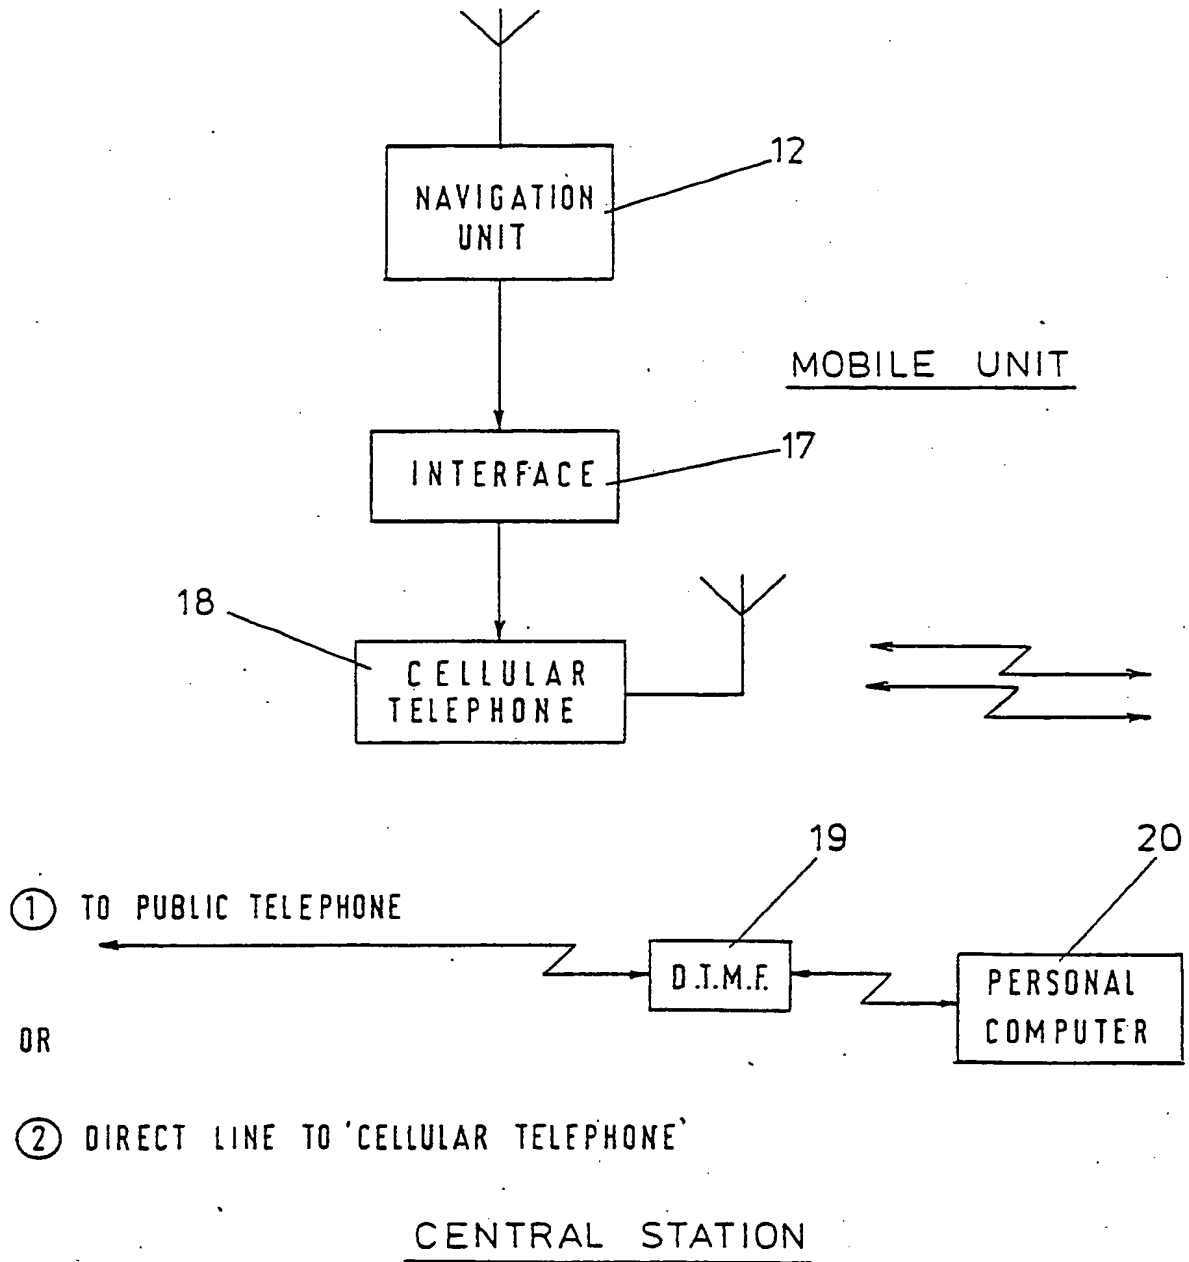 12
NAVIGATION
UNIT
MOBILE UNIT
17
INTERFACE
18
CELLULAR
TELEPHONE
19
20
① TO PUBLIC TELEPHONE
D.T.M.F.
PERSONAL
COMPUTER
OR
② DIRECT LINE TO 'CELLULAR TELEPHONE'
CENTRAL STATION